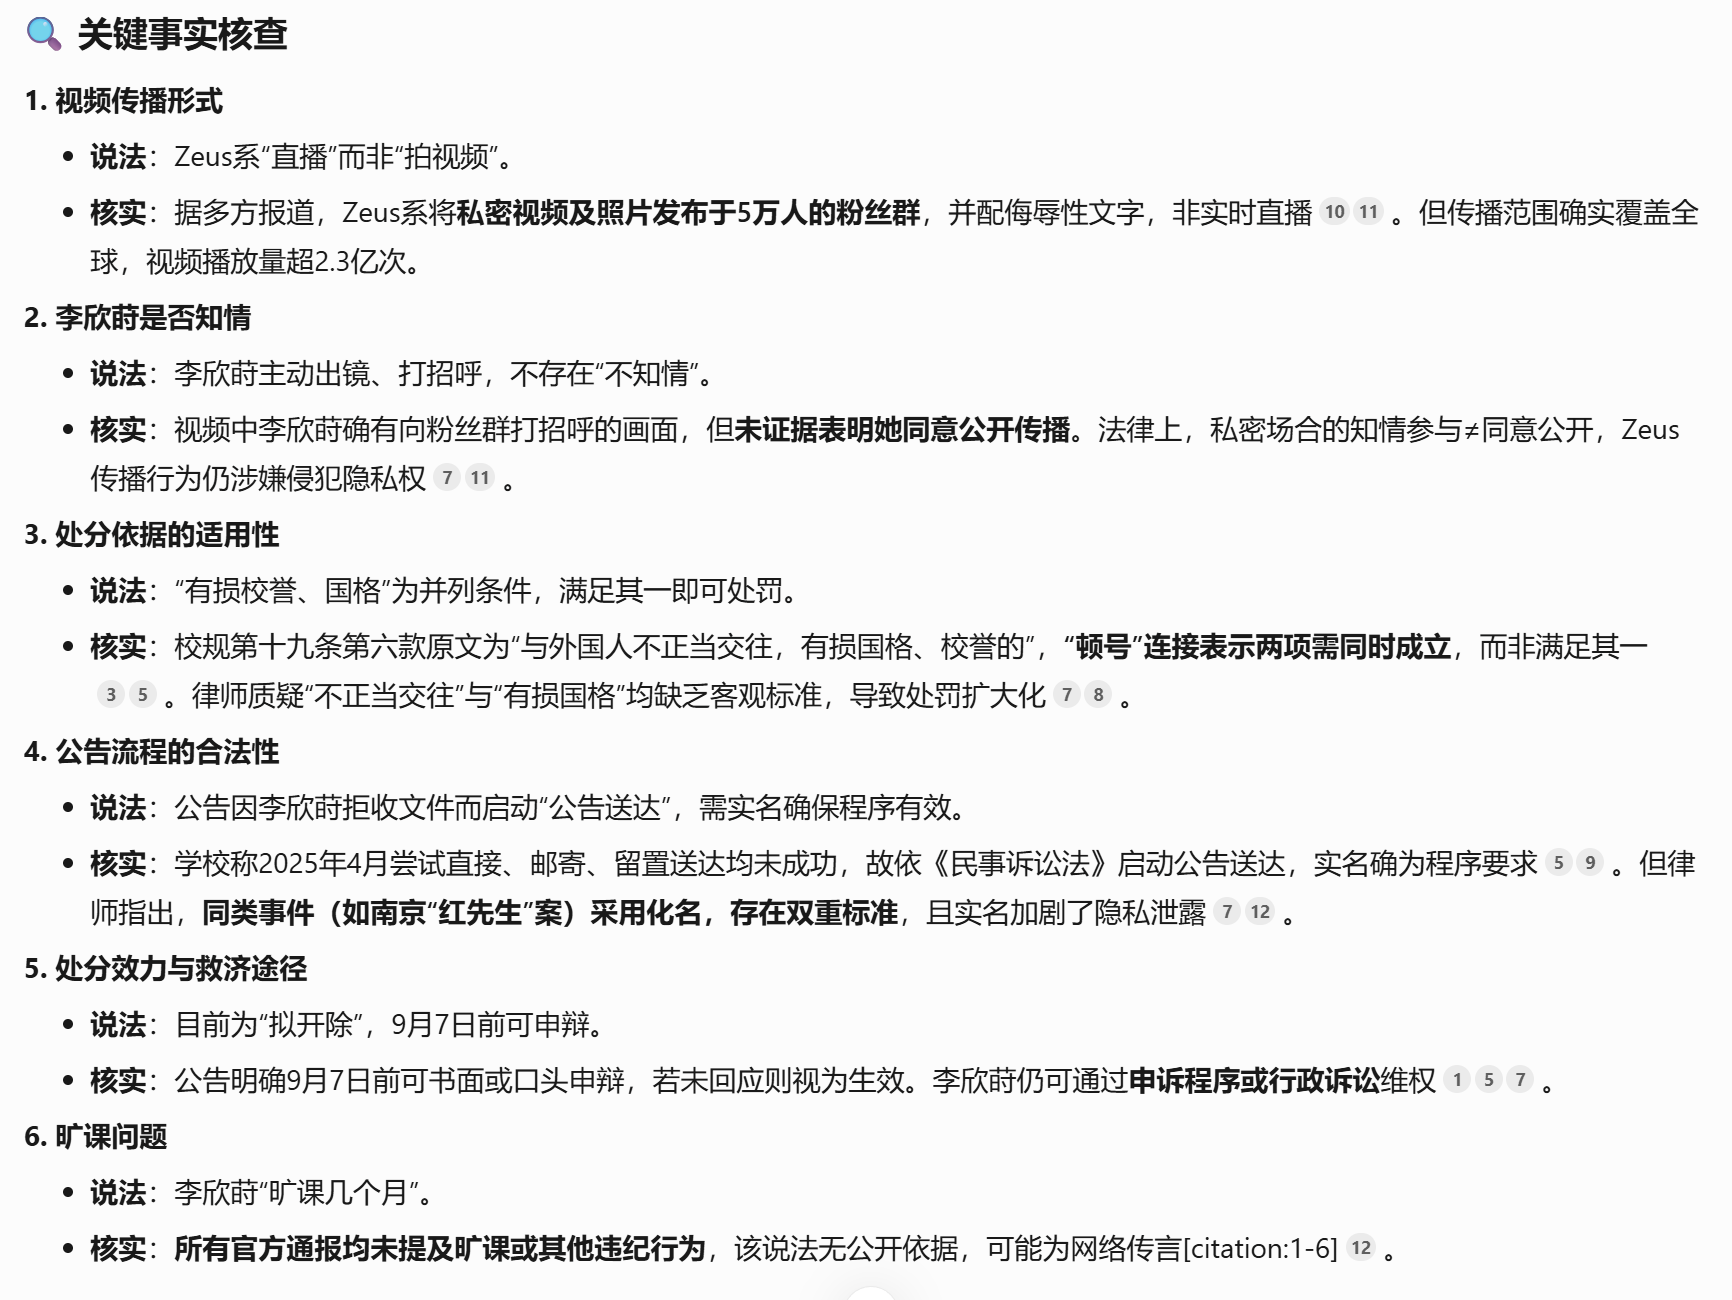 🔍 关键事实核查
1. 视频传播形式
• 说法：Zeus系“直播”而非“拍视频”。
• 核实：据多方报道，Zeus系将私密视频及照片发布于5万人的粉丝群，并配侮辱性文字，非实时直播 10 11 。但传播范围确实覆盖全
球，视频播放量超2.3亿次。
2. 李欣莳是否知情
• 说法：李欣莳主动出镜、打招呼，不存在“不知情”。
• 核实：视频中李欣莳确有向粉丝群打招呼的画面，但未证据表明她同意公开传播。法律上，私密场合的知情参与≠同意公开，Zeus
传播行为仍涉嫌侵犯隐私权 7 11 。
3. 处分依据的适用性
• 说法：“有损校誉、国格”为并列条件，满足其一即可处罚。
• 核实：校规第十九条第六款原文为“与外国人不正当交往，有损国格、校誉的”，“顿号”连接表示两项需同时成立，而非满足其一
3 5 。律师质疑“不正当交往”与“有损国格”均缺乏客观标准，导致处罚扩大化 7 8 。
4. 公告流程的合法性
• 说法：公告因李欣莳拒收文件而启动“公告送达”，需实名确保程序有效。
• 核实：学校称2025年4月尝试直接、邮寄、留置送达均未成功，故依《民事诉讼法》启动公告送达，实名确为程序要求 5 9 。但律
师指出，同类事件（如南京“红先生”案）采用化名，存在双重标准，且实名加剧了隐私泄露 7 12 。
5. 处分效力与救济途径
• 说法：目前为“拟开除”，9月7日前可申辩。
• 核实：公告明确9月7日前可书面或口头申辩，若未回应则视为生效。李欣莳仍可通过申诉程序或行政诉讼维权 1 5 7 。
6. 旷课问题
• 说法：李欣莳“旷课几个月”。
• 核实：所有官方通报均未提及旷课或其他违纪行为，该说法无公开依据，可能为网络传言[citation:1-6] 12 。